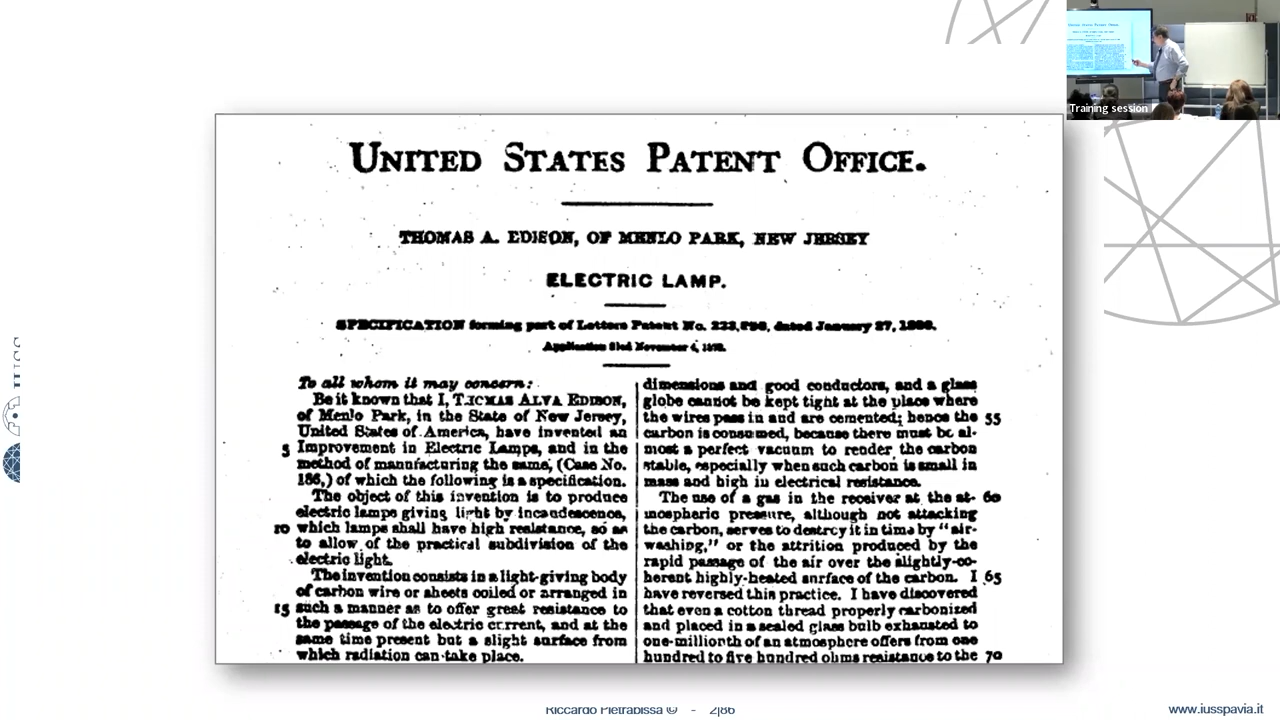 UNITED STATES PATENT OFFICE.
THOMAS A. EDISON, OF MENLO PARK, NEW JERSEY
ELECTRIC LAMP.
SPECIFICATION forming part of Letters Patent No. 223,898, dated January 27, 1880.
Application filed November 4, 1879.
To all whom it may concern:
Be it known that I, THOMAS ALVA EDISON,
of Menlo Park, in the State of New Jersey,
United States of America, have invented an
5 Improvement in Electric Lamps, and in the
method of manufacturing the same, (Case No.
186,) of which the following is a specification.
The object of this invention is to produce
electric lamps giving light by incandescence,
10 which lamps shall have high resistance, so as
to allow of the practical subdivision of the
electric light.
The invention consists in a light-giving body
of carbon wire or sheets coiled or arranged in
15 such a manner as to offer great resistance to
the passage of the electric current, and at the
same time present but a slight surface from
which radiation can take place.
dimensions and good conductors, and a glass
globe cannot be kept tight at the place where
the wires pass in and are cemented; hence the 55
carbon is consumed, because there must be al-
most a perfect vacuum to render the carbon
stable, especially when such carbon is small in
mass and high in electrical resistance.
The use of a gas in the receiver at the at- 60
mospheric pressure, although not attacking
the carbon, serves to destroy it in time by "air-
washing," or the attrition produced by the
rapid passage of the air over the slightly-co-
herent highly-heated surface of the carbon. I 65
have reversed this practice. I have discovered
that even a cotton thread properly carbonized
and placed in a sealed glass bulb exhausted to
one-millionth of an atmosphere offers from one
hundred to five hundred ohms resistance to the 70
Training session
IUSS
Riccardo Pietrabissa © - 2|86
www.iusspavia.it